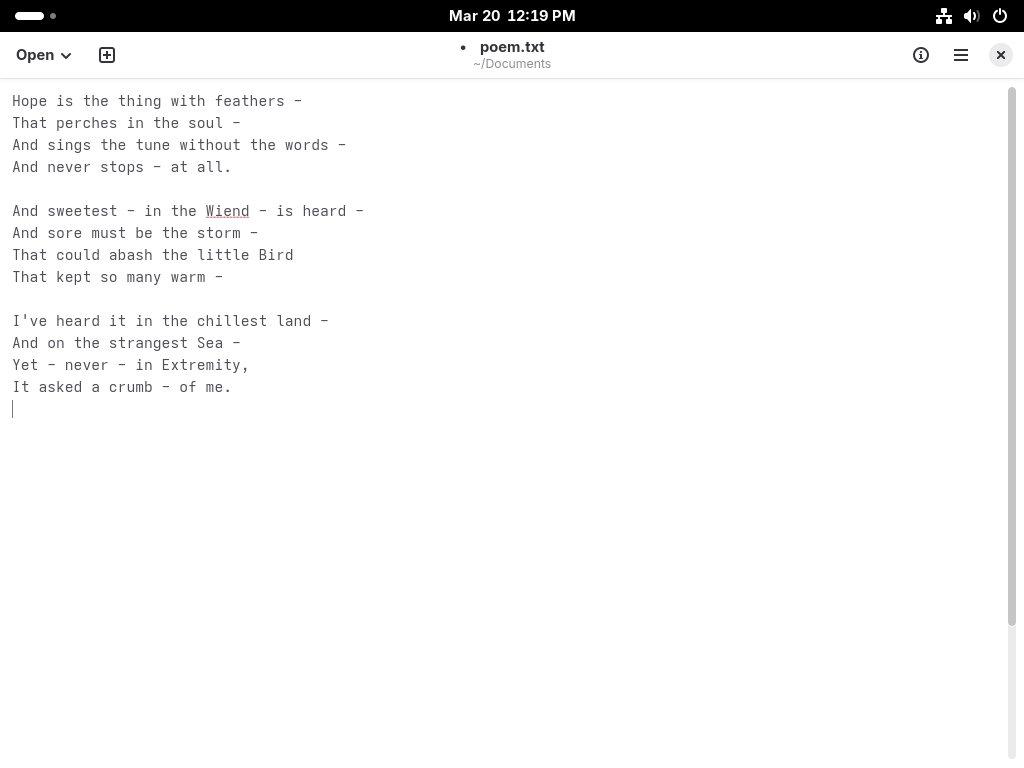 Mar 20 12:19 PM
Open
• poem.txt
~/Documents
Hope is the thing with feathers –
That perches in the soul –
And sings the tune without the words –
And never stops – at all.

And sweetest – in the Wiend – is heard –
And sore must be the storm –
That could abash the little Bird
That kept so many warm –

I've heard it in the chillest land –
And on the strangest Sea –
Yet – never – in Extremity,
It asked a crumb – of me.